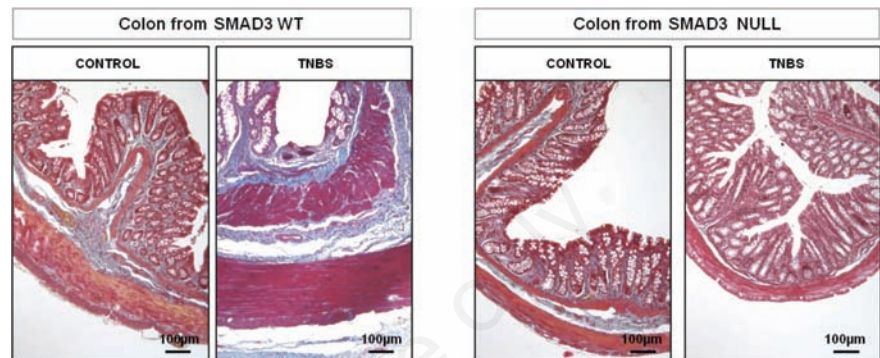 Colon from SMAD3 WT
Colon from SMAD3 NULL
CONTROL
TNBS
CONTROL
TNBS
100µm
100µm
100µm
100µm